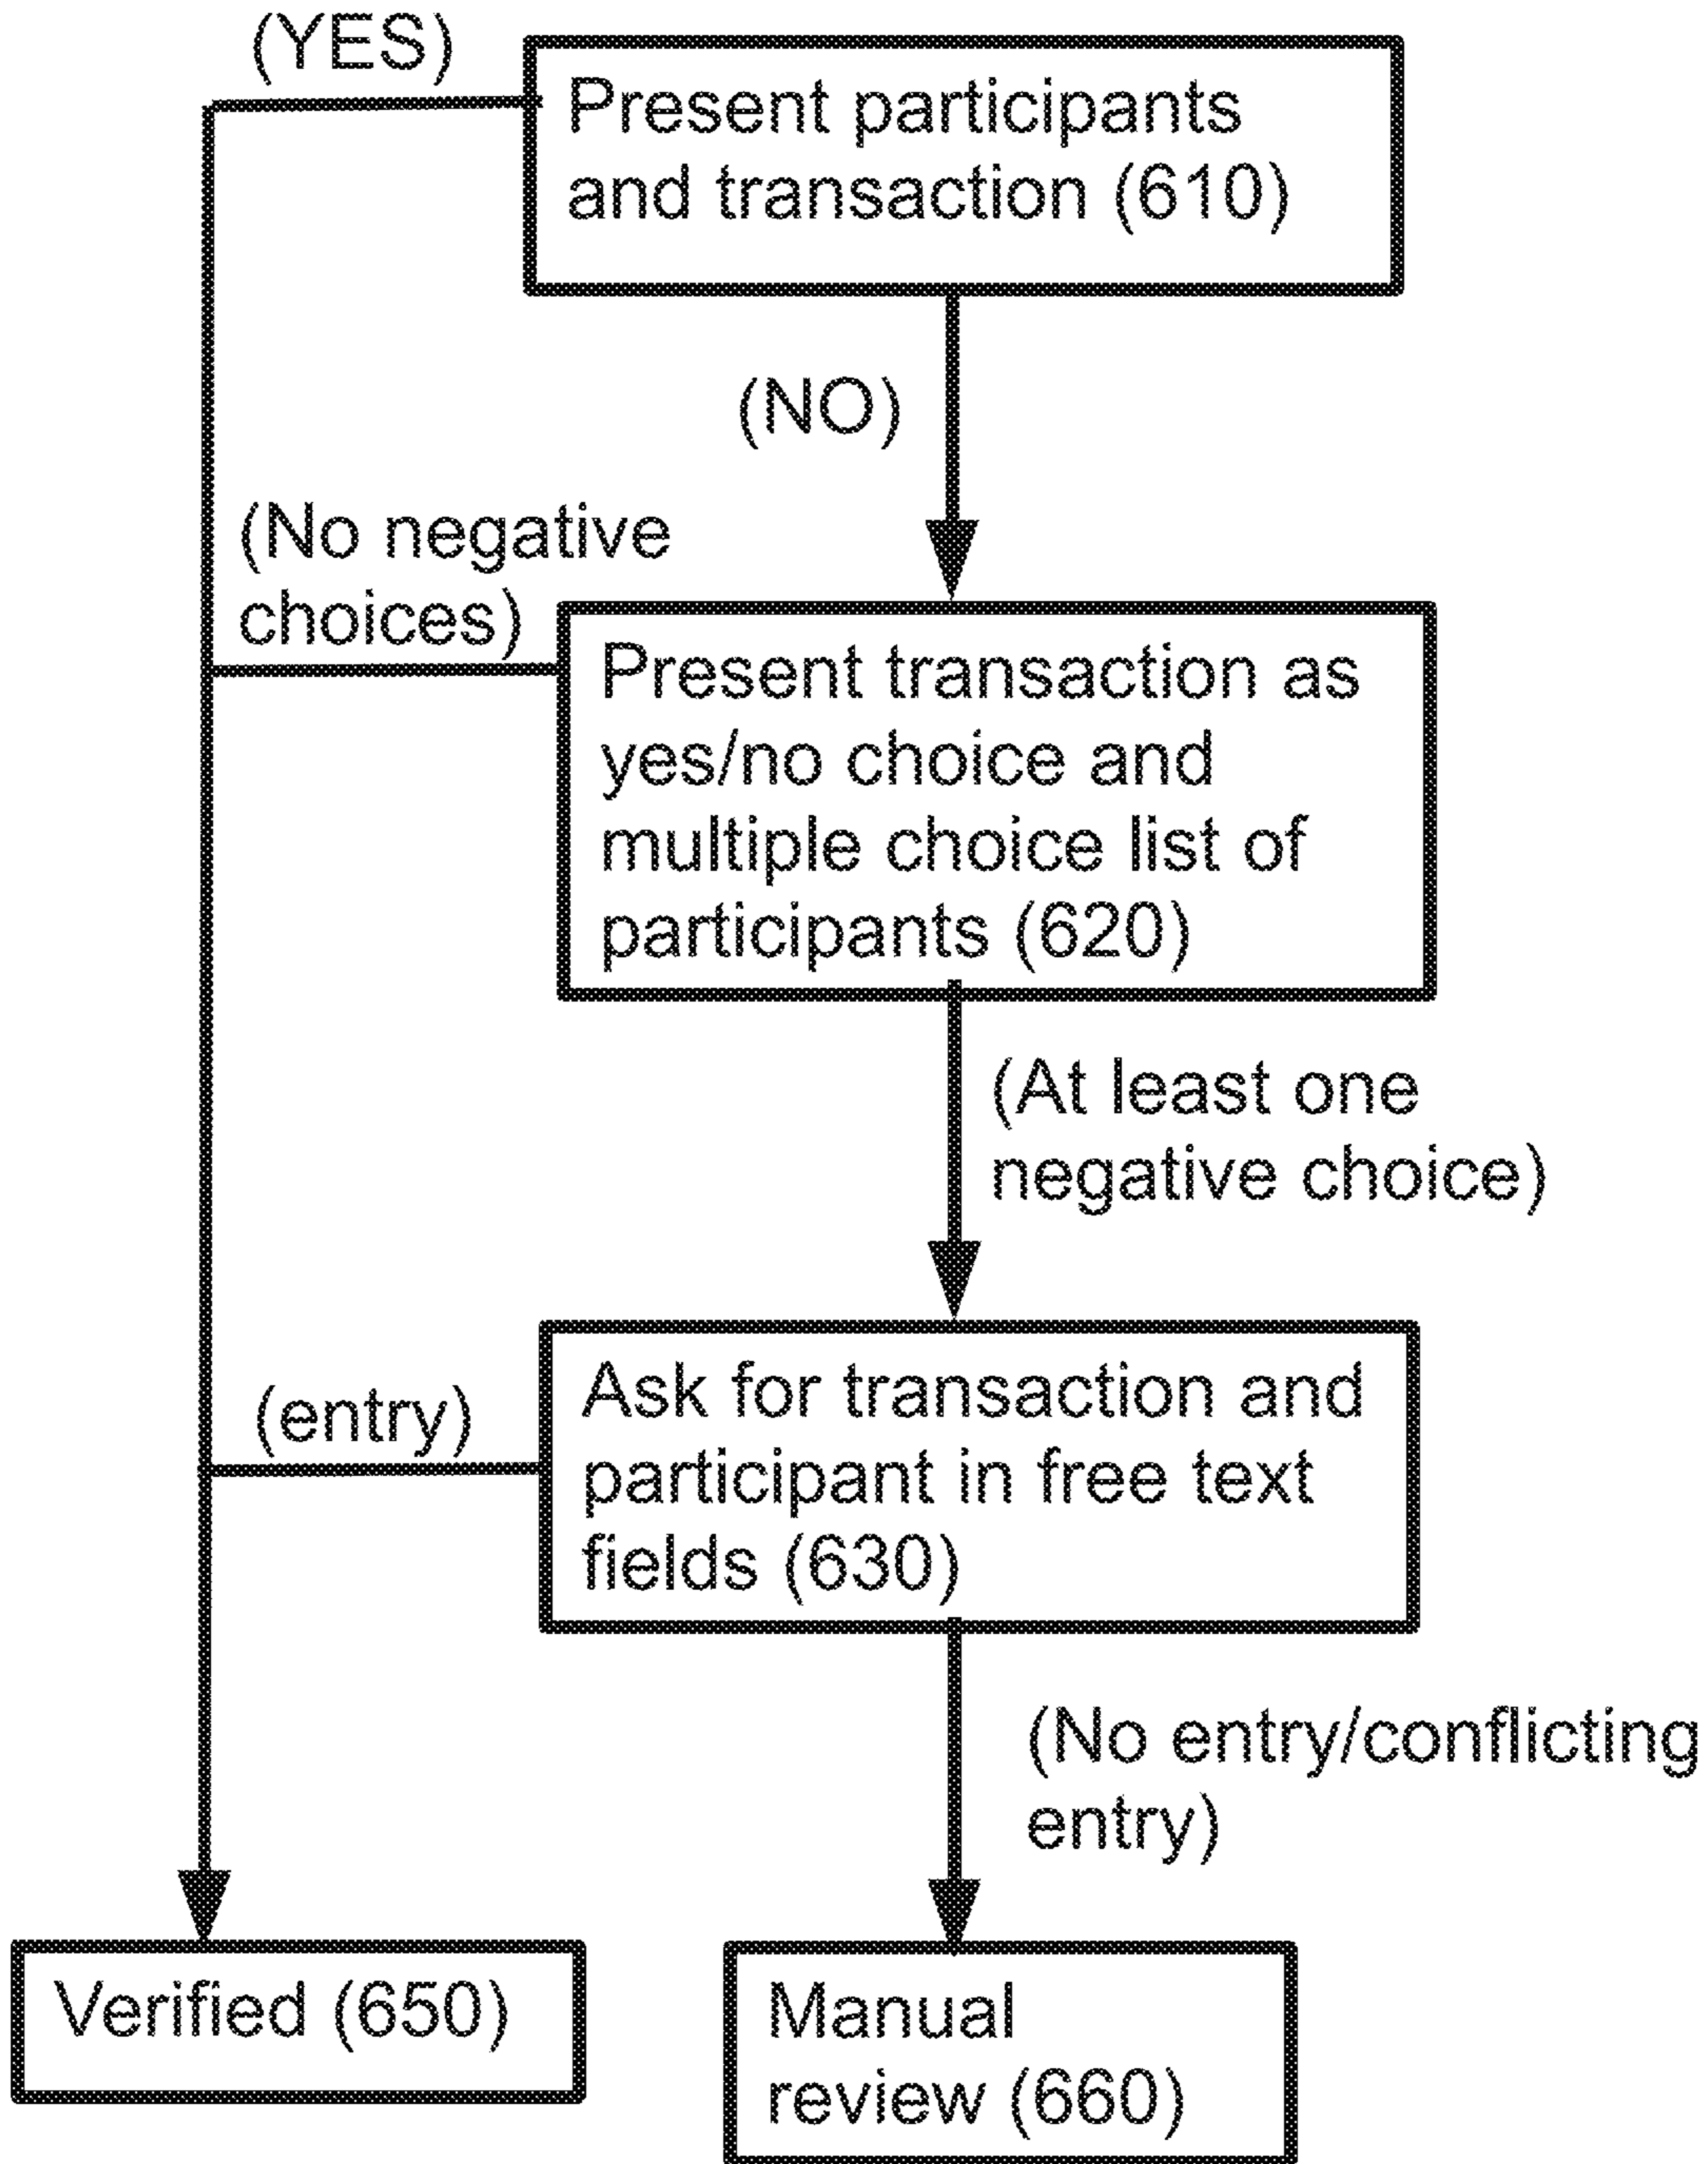 (YES)
Present participants
and transaction (610)
(NO)
(No negative
choices)
Present transaction as
yes/no choice and
multiple choice list of
participants (620)
(At least one
negative choice)
(entry)
Ask for transaction and
participant in free text
fields (630)
(No entry/conflicting
entry)
Verified (650)
Manual
review (660)